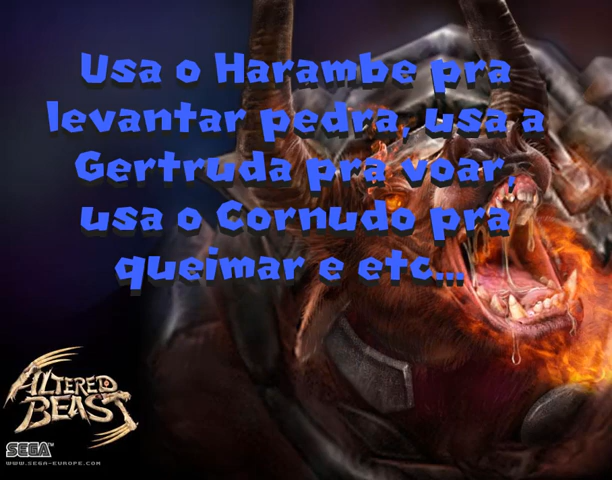 Usa o Harambe pra
levantar pedra, usa a
Gertruda pra voar,
usa o Cornudo pra
queimar e etc...
ALTERED
BEAST
SEGA™
WWW.SEGA-EUROPE.COM